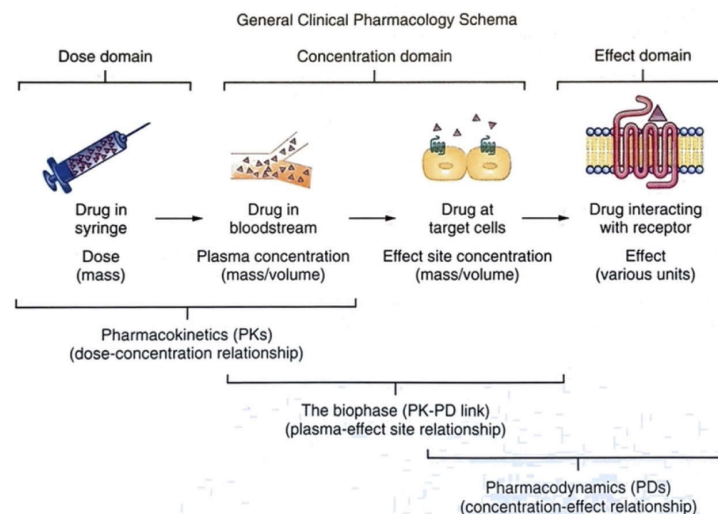 General Clinical Pharmacology Schema
Dose domain
Concentration domain
Effect domain
Drug in
syringe
Drug in
bloodstream
Drug at
target cells
Drug interacting
with receptor
Dose
(mass)
Plasma concentration
(mass/volume)
Effect site concentration
(mass/volume)
Effect
(various units)
Pharmacokinetics (PKs)
(dose-concentration relationship)
The biophase (PK-PD link)
(plasma-effect site relationship)
Pharmacodynamics (PDs)
(concentration-effect relationship)